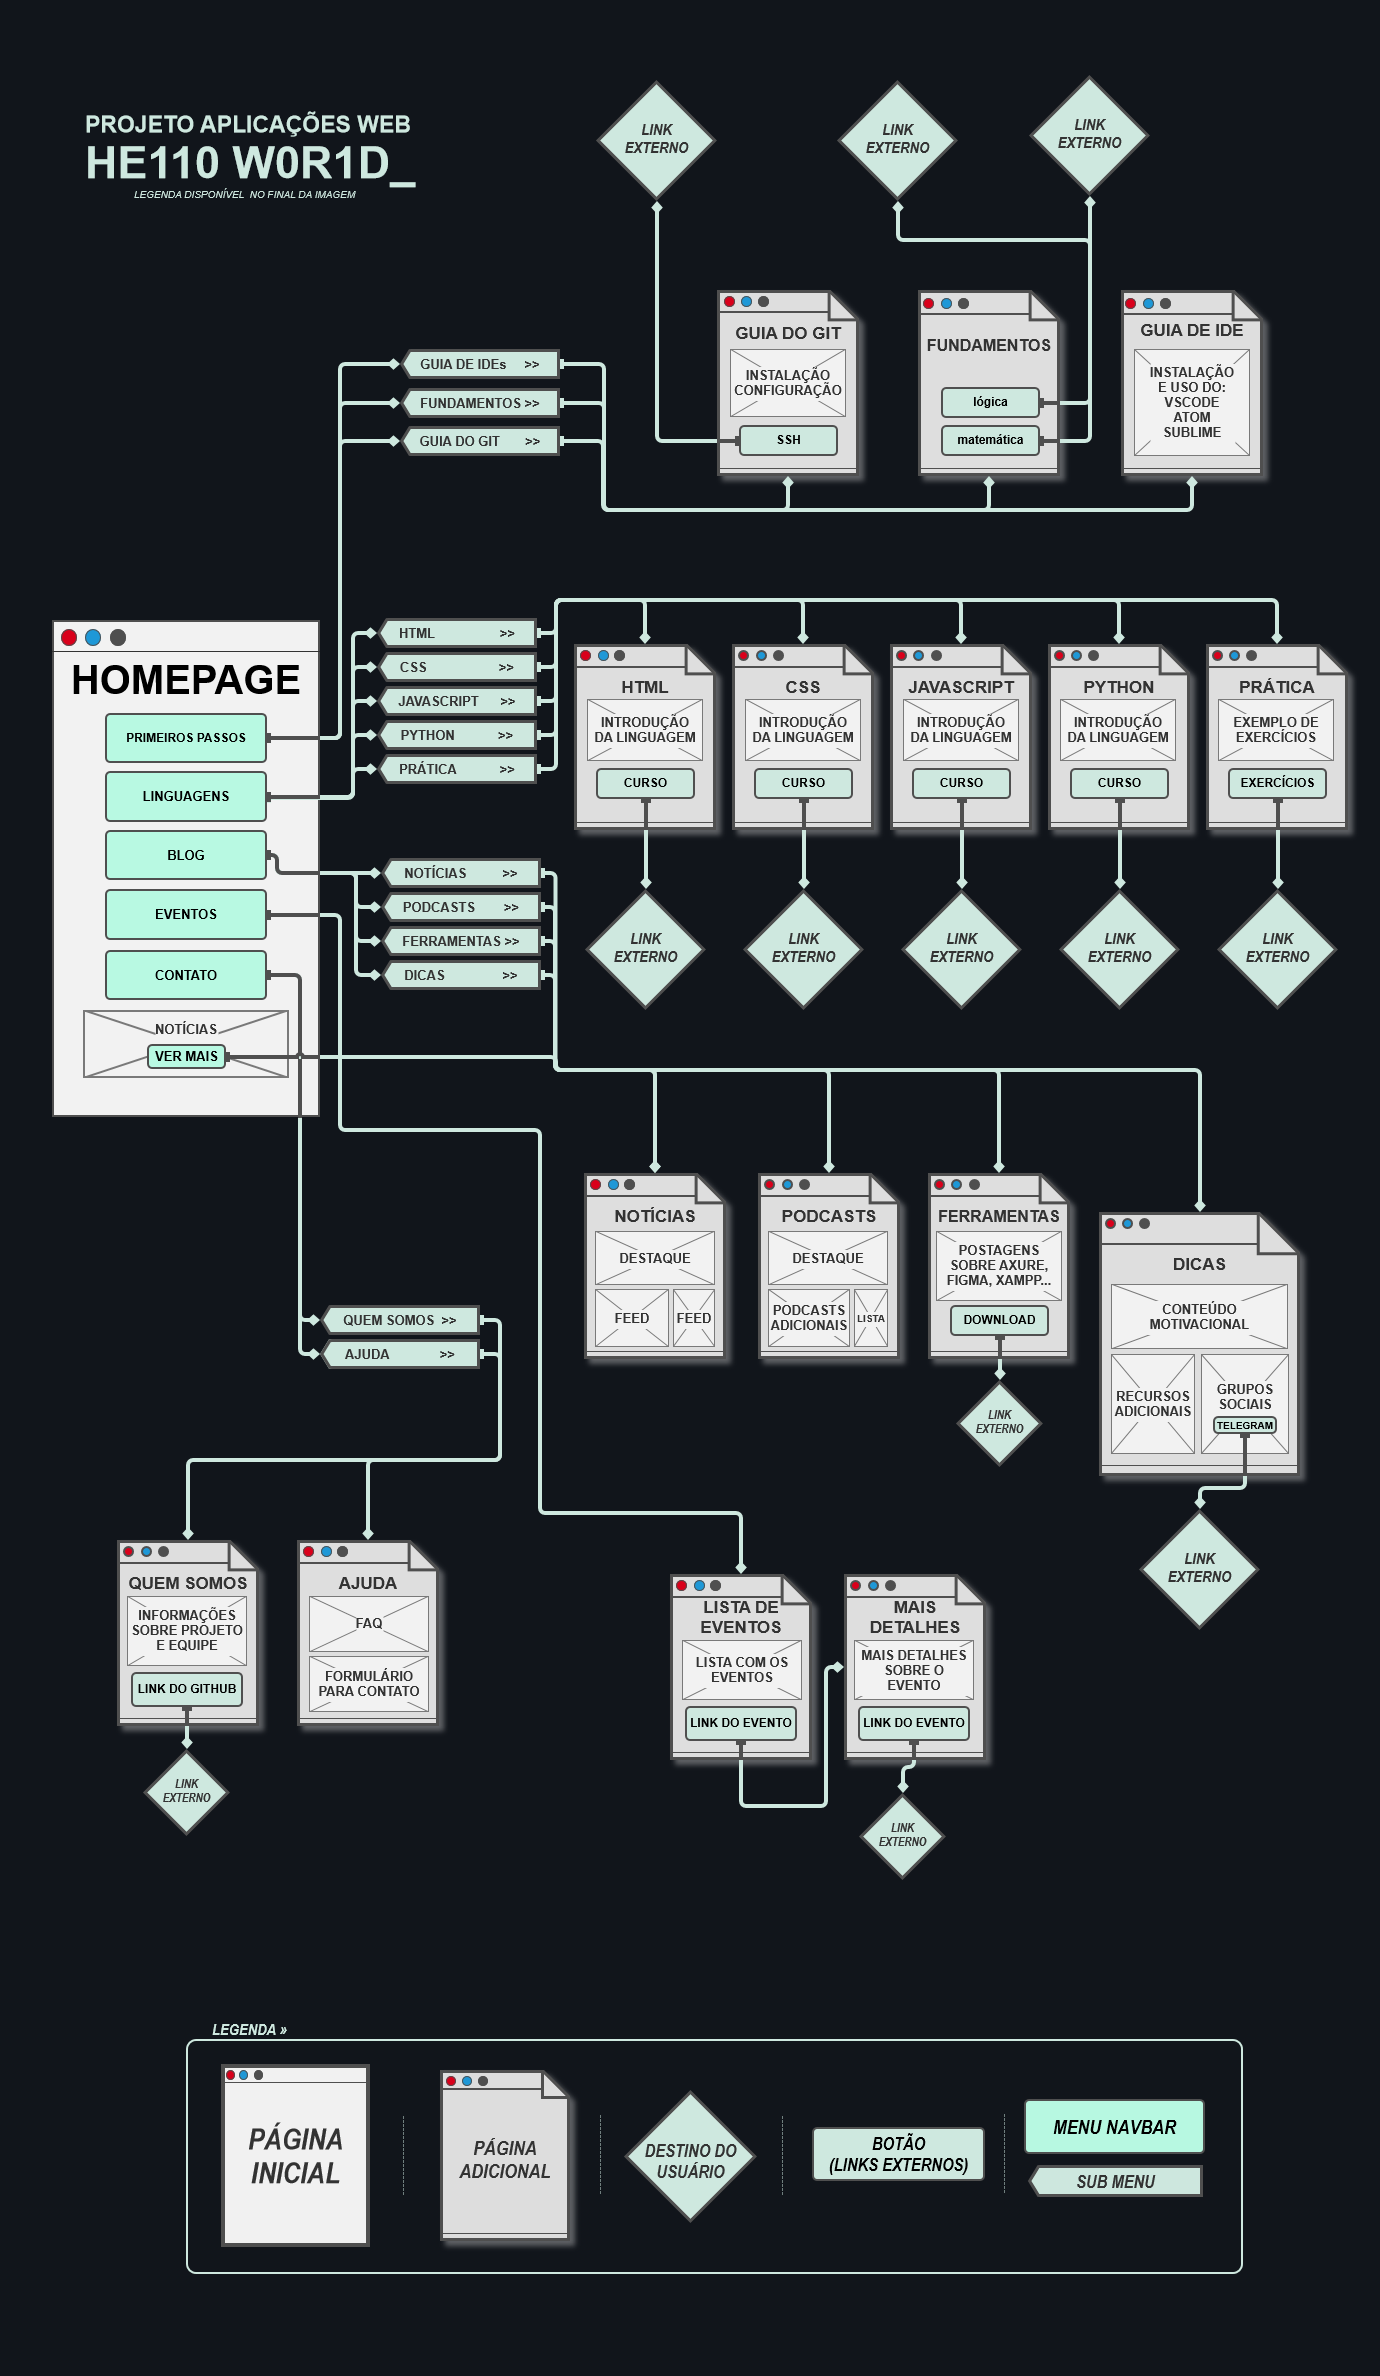 PROJETO APLICAÇÕES WEB
HE110 W0R1D_
LEGENDA DISPONÍVEL NO FINAL DA IMAGEM
LINK
EXTERNO
LINK
EXTERNO
LINK
EXTERNO
GUIA DE IDEs >>
FUNDAMENTOS >>
GUIA DO GIT >>
GUIA DO GIT
INSTALAÇÃO
CONFIGURAÇÃO
SSH
FUNDAMENTOS
lógica
matemática
GUIA DE IDE
INSTALAÇÃO
E USO DO:
VSCODE
ATOM
SUBLIME
HOMEPAGE
PRIMEIROS PASSOS
LINGUAGENS
BLOG
EVENTOS
CONTATO
NOTÍCIAS
VER MAIS
HTML >>
CSS >>
JAVASCRIPT >>
PYTHON >>
PRÁTICA >>
HTML
INTRODUÇÃO
DA LINGUAGEM
CURSO
CSS
INTRODUÇÃO
DA LINGUAGEM
CURSO
JAVASCRIPT
INTRODUÇÃO
DA LINGUAGEM
CURSO
PYTHON
INTRODUÇÃO
DA LINGUAGEM
CURSO
PRÁTICA
EXEMPLO DE
EXERCÍCIOS
EXERCÍCIOS
NOTÍCIAS >>
PODCASTS >>
FERRAMENTAS >>
DICAS >>
LINK
EXTERNO
LINK
EXTERNO
LINK
EXTERNO
LINK
EXTERNO
LINK
EXTERNO
NOTÍCIAS
DESTAQUE
FEED
FEED
PODCASTS
DESTAQUE
PODCASTS
ADICIONAIS
LISTA
FERRAMENTAS
POSTAGENS
SOBRE AXURE,
FIGMA, XAMPP...
DOWNLOAD
LINK
EXTERNO
DICAS
CONTEÚDO
MOTIVACIONAL
RECURSOS
ADICIONAIS
GRUPOS
SOCIAIS
TELEGRAM
LINK
EXTERNO
QUEM SOMOS >>
AJUDA >>
QUEM SOMOS
INFORMAÇÕES
SOBRE PROJETO
E EQUIPE
LINK DO GITHUB
LINK
EXTERNO
AJUDA
FAQ
FORMULÁRIO
PARA CONTATO
LISTA DE
EVENTOS
LISTA COM OS
EVENTOS
LINK DO EVENTO
MAIS
DETALHES
MAIS DETALHES
SOBRE O
EVENTO
LINK DO EVENTO
LINK
EXTERNO
LEGENDA »
PÁGINA
INICIAL
PÁGINA
ADICIONAL
DESTINO DO
USUÁRIO
BOTÃO
(LINKS EXTERNOS)
MENU NAVBAR
SUB MENU